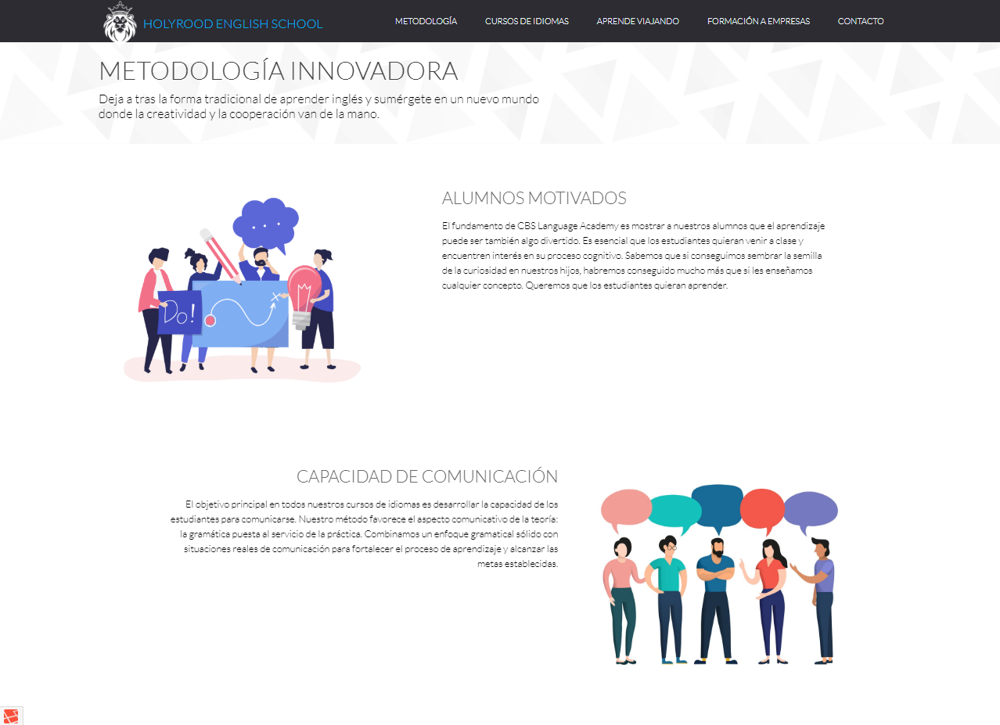 HOLYROOD ENGLISH SCHOOL
METODOLOGÍA
CURSOS DE IDIOMAS
APRENDE VIAJANDO
FORMACIÓN A EMPRESAS
CONTACTO
METODOLOGÍA INNOVADORA
Deja a tras la forma tradicional de aprender inglés y sumérgete en un nuevo mundo
donde la creatividad y la cooperación van de la mano.
Do!
ALUMNOS MOTIVADOS
El fundamento de CBS Language Academy es mostrar a nuestros alumnos que el aprendizaje
puede ser también algo divertido. Es esencial que los estudiantes quieran venir a clase y
encuentren interés en su proceso cognitivo. Sabemos que si conseguimos sembrar la semilla
de la curiosidad en nuestros hijos, habremos conseguido mucho más que si les enseñamos
cualquier concepto. Queremos que los estudiantes quieran aprender.
CAPACIDAD DE COMUNICACIÓN
El objetivo principal en todos nuestros cursos de idiomas es desarrollar la capacidad de los
estudiantes para comunicarse. Nuestro método favorece el aspecto comunicativo de la teoría:
la gramática puesta al servicio de la práctica. Combinamos un enfoque gramatical sólido con
situaciones reales de comunicación para fortalecer el proceso de aprendizaje y alcanzar las
metas establecidas.